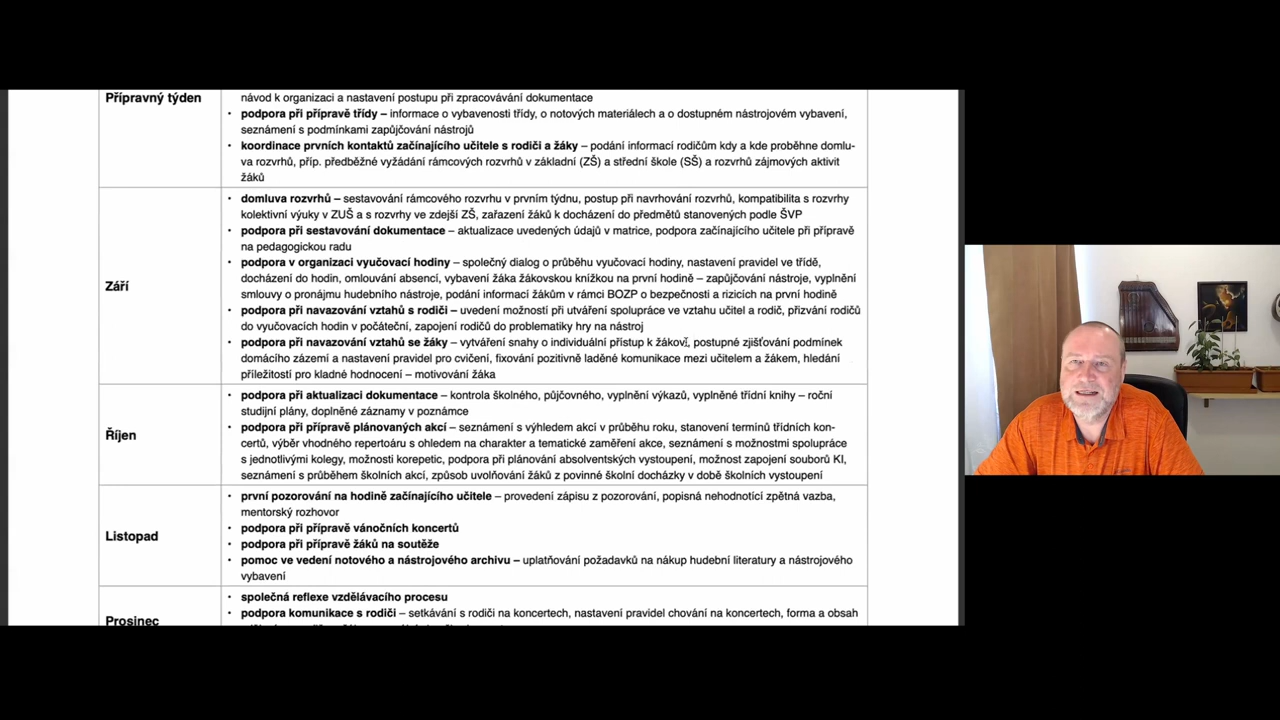 Přípravný týden
návod k organizaci a nastavení postupu při zpracovávání dokumentace
• podpora při přípravě třídy – informace o vybavenosti třídy, o notových materiálech a o dostupném nástrojovém vybavení,
seznámení s podmínkami zapůjčování nástrojů
• koordinace prvních kontaktů začínajícího učitele s rodiči a žáky – podání informací rodičům kdy a kde proběhne domlu-
va rozvrhů, příp. předběžné vyžádání rámcových rozvrhů v základní (ZŠ) a střední škole (SŠ) a rozvrhů zájmových aktivit
žáků
Září
• domluva rozvrhů – sestavování rámcového rozvrhu v prvním týdnu, postup při navrhování rozvrhů, kompatibilita s rozvrhy
kolektivní výuky v ZUŠ a s rozvrhy ve zdejší ZŠ, zařazení žáků k docházení do předmětů stanovených podle ŠVP
• podpora při sestavování dokumentace – aktualizace uvedených údajů v matrice, podpora začínajícího učitele při přípravě
na pedagogickou radu
• podpora v organizaci vyučovací hodiny – společný dialog o průběhu vyučovací hodiny, nastavení pravidel ve třídě,
docházení do hodin, omlouvání absencí, vybavení žáka žákovskou knížkou na první hodině – zapůjčování nástroje, vyplnění
smlouvy o pronájmu hudebního nástroje, podání informací žákům v rámci BOZP o bezpečnosti a rizicích na první hodině
• podpora při navazování vztahů s rodiči – uvedení možností při utváření spolupráce ve vztahu učitel a rodič, přizvání rodičů
do vyučovacích hodin v počáteční, zapojení rodičů do problematiky hry na nástroj
• podpora při navazování vztahů se žáky – vytváření snahy o individuální přístup k žákovi, postupné zjišťování podmínek
domácího zázemí a nastavení pravidel pro cvičení, fixování pozitivně laděné komunikace mezi učitelem a žákem, hledání
příležitostí pro kladné hodnocení – motivování žáka
Říjen
• podpora při aktualizaci dokumentace – kontrola školného, půjčovného, vyplnění výkazů, vyplněné třídní knihy – roční
studijní plány, doplněné záznamy v poznámce
• podpora při přípravě plánovaných akcí – seznámení s výhledem akcí v průběhu roku, stanovení termínů třídních kon-
certů, výběr vhodného repertoáru s ohledem na charakter a tematické zaměření akce, seznámení s možnostmi spolupráce
s jednotlivými kolegy, možnosti korepetic, podpora při plánování absolventských vystoupení, možnost zapojení souborů KI,
seznámení s průběhem školních akcí, způsob uvolňování žáků z povinné školní docházky v době školních vystoupení
Listopad
• první pozorování na hodině začínajícího učitele – provedení zápisu z pozorování, popisná nehodnotící zpětná vazba,
mentorský rozhovor
• podpora při přípravě vánočních koncertů
• podpora při přípravě žáků na soutěže
• pomoc ve vedení notového a nástrojového archivu – uplatňování požadavků na nákup hudební literatury a nástrojového
vybavení
Prosinec
• společná reflexe vzdělávacího procesu
• podpora komunikace s rodiči – setkávání s rodiči na koncertech, nastavení pravidel chování na koncertech, forma a obsah